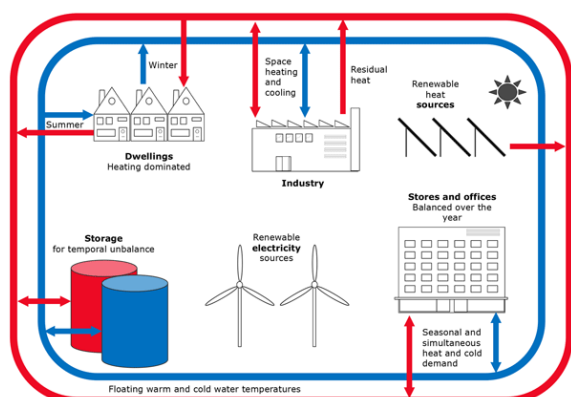 Winter
Summer
Dwellings
Heating dominated
Space
heating
and
cooling
Residual
heat
Industry
Renewable
heat
sources
Stores and offices
Balanced over the
year
Storage
for temporal unbalance
Renewable
electricity
sources
Seasonal and
simultaneous
heat and cold
demand
Floating warm and cold water temperatures